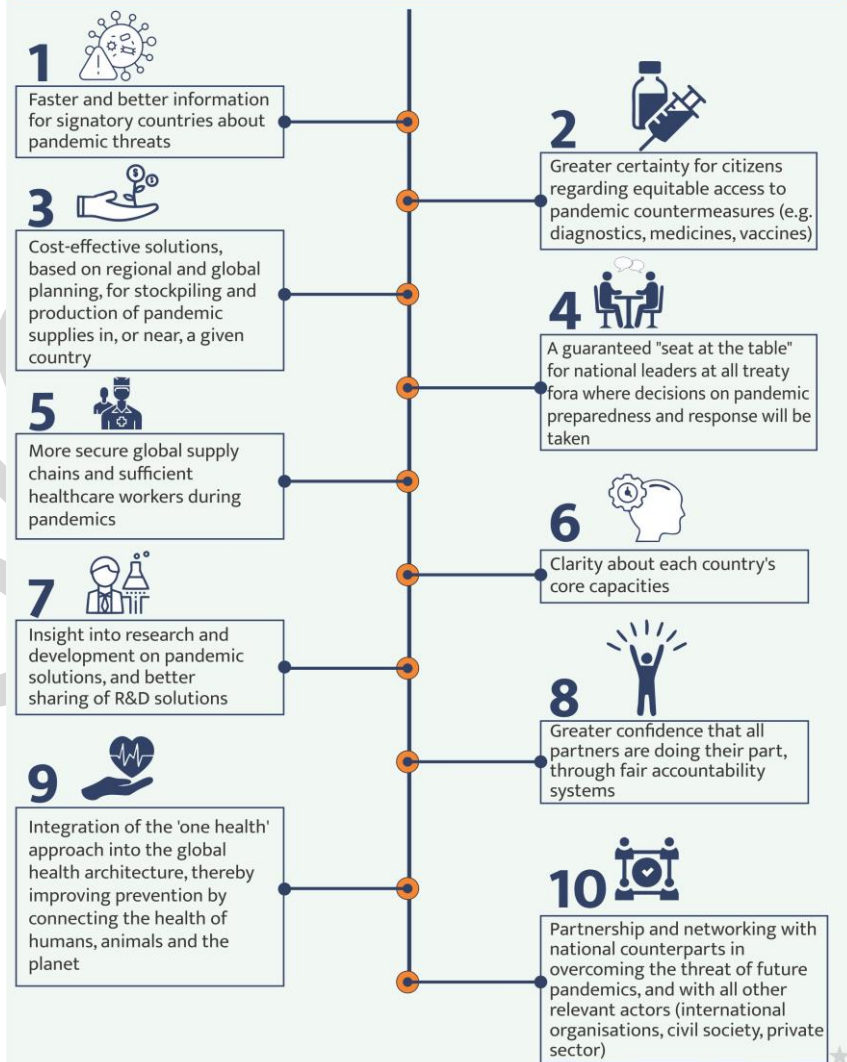 1
Faster and better information
for signatory countries about
pandemic threats
2
Greater certainty for citizens
regarding equitable access to
pandemic countermeasures (e.g.
diagnostics, medicines, vaccines)
3
Cost-effective solutions,
based on regional and global
planning, for stockpiling and
production of pandemic
supplies in, or near, a given
country
4
A guaranteed "seat at the table"
for national leaders at all treaty
fora where decisions on pandemic
preparedness and response will be
taken
5
More secure global supply
chains and sufficient
healthcare workers during
pandemics
6
Clarity about each country's
core capacities
7
Insight into research and
development on pandemic
solutions, and better
sharing of R&D solutions
8
Greater confidence that all
partners are doing their part,
through fair accountability
systems
9
Integration of the 'one health'
approach into the global
health architecture, thereby
improving prevention by
connecting the health of
humans, animals and the
planet
10
Partnership and networking with
national counterparts in
overcoming the threat of future
pandemics, and with all other
relevant actors (international
organisations, civil society, private
sector)